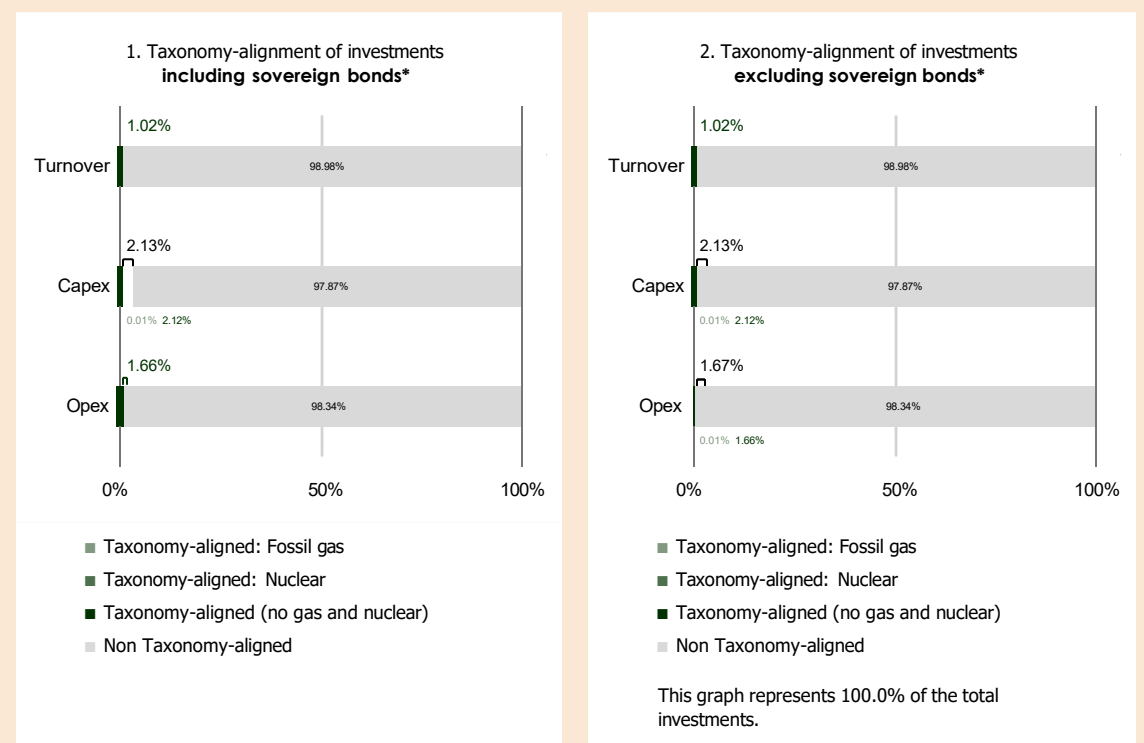 1. Taxonomy-alignment of investments
including sovereign bonds*
1.02%
Turnover
98.98%
2.13%
Capex
97.87%
0.01% 2.12%
1.66%
Opex
98.34%
0% 50% 100%
Taxonomy-aligned: Fossil gas
Taxonomy-aligned: Nuclear
Taxonomy-aligned (no gas and nuclear)
Non Taxonomy-aligned
2. Taxonomy-alignment of investments
excluding sovereign bonds*
1.02%
Turnover
98.98%
2.13%
Capex
97.87%
0.01% 2.12%
1.67%
Opex
98.34%
0.01% 1.66%
0% 50% 100%
Taxonomy-aligned: Fossil gas
Taxonomy-aligned: Nuclear
Taxonomy-aligned (no gas and nuclear)
Non Taxonomy-aligned
This graph represents 100.0% of the total
investments.